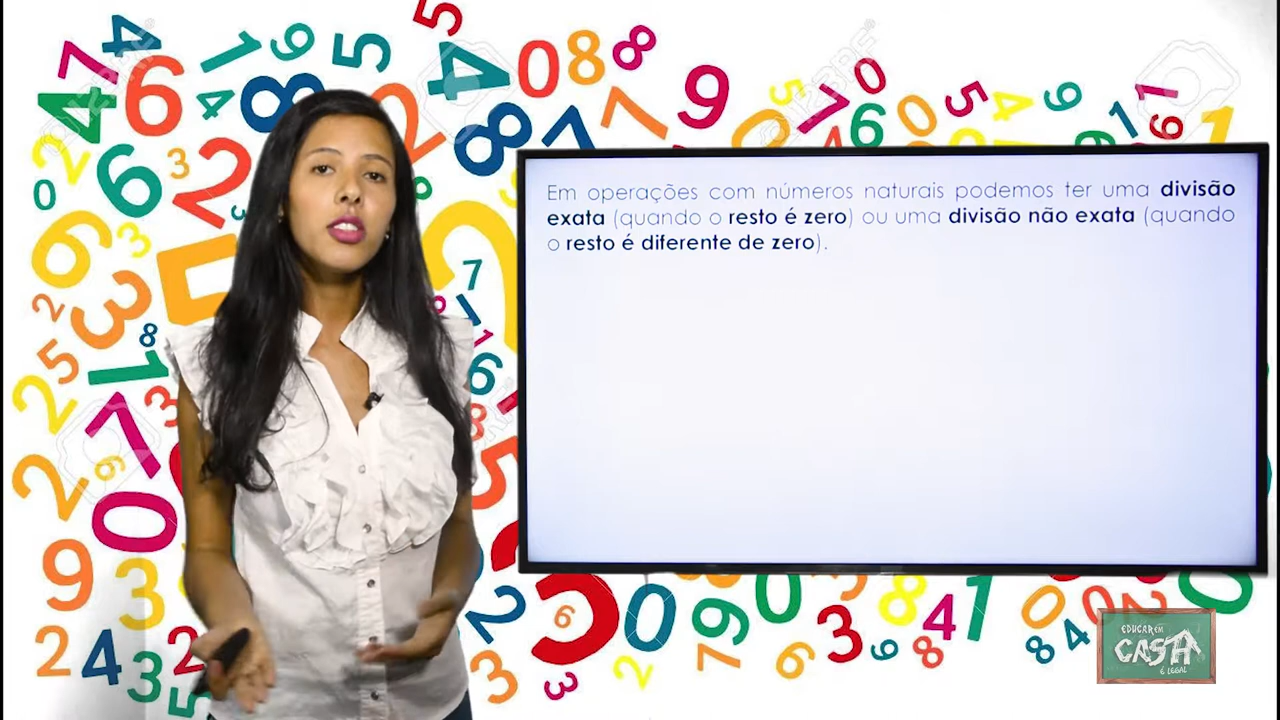 Em operações com números naturais podemos ter uma divisão
exata (quando o resto é zero) ou uma divisão não exata (quando
o resto é diferente de zero).
EDUCAR EM
CASA
É LEGAL